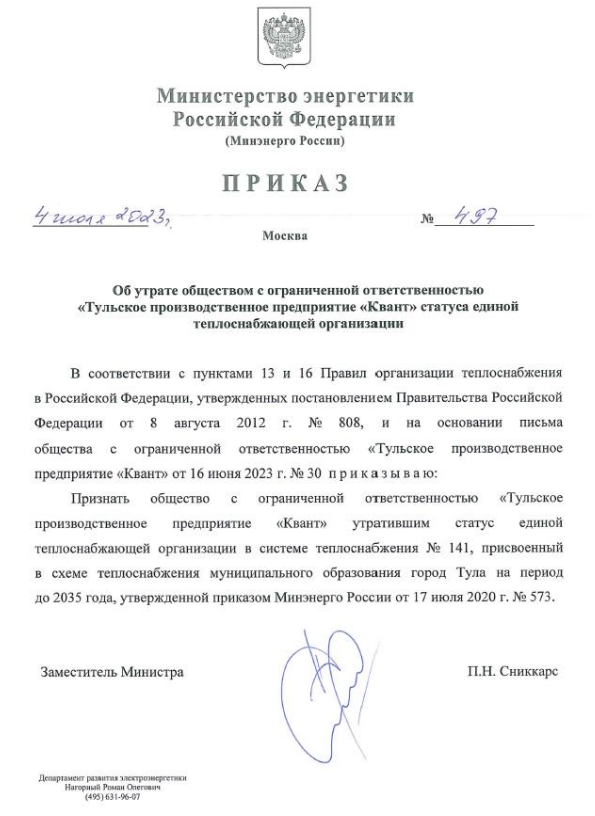 Министерство энергетики
Российской Федерации
(Минэнерго России)
ПРИКАЗ
4 июля 2023г. № 497
Москва
Об утрате обществом с ограниченной ответственностью
«Тульское производственное предприятие «Квант» статуса единой
теплоснабжающей организации
В соответствии с пунктами 13 и 16 Правил организации теплоснабжения
в Российской Федерации, утвержденных постановлением Правительства Российской
Федерации от 8 августа 2012 г. № 808, и на основании письма
общества с ограниченной ответственностью «Тульское производственное
предприятие «Квант» от 16 июня 2023 г. № 30 п р и к а з ы в а ю:
Признать общество с ограниченной ответственностью «Тульское
производственное предприятие «Квант» утратившим статус единой
теплоснабжающей организации в системе теплоснабжения № 141, присвоенный
в схеме теплоснабжения муниципального образования город Тула на период
до 2035 года, утвержденной приказом Минэнерго России от 17 июля 2020 г. № 573.
Заместитель Министра П.Н. Сниккарс
Департамент развития электроэнергетики
Нагорный Роман Олегович
(495) 631-96-07